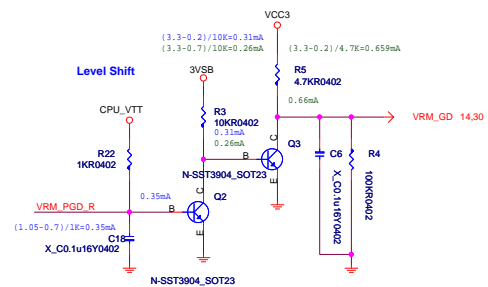 VCC3
(3.3-0.2)/10K=0.31mA
(3.3-0.7)/10K=0.26mA
(3.3-0.2)/4.7K=0.659mA
Level Shift
3VSB
R5
4.7KR0402
CPU_VTT
R3
10KR0402
0.66mA
VRM_GD 14,30
0.31mA
0.26mA
C
Q3
R22
1KR0402
B
E
C6
X_C0.1u16Y0402
R4
100KR0402
N-SST3904_SOT23
C
Q2
VRM_PGD_R
0.35mA
B
E
(1.05-0.7)/1K=0.35mA
C18
X_C0.1u16Y0402
N-SST3904_SOT23